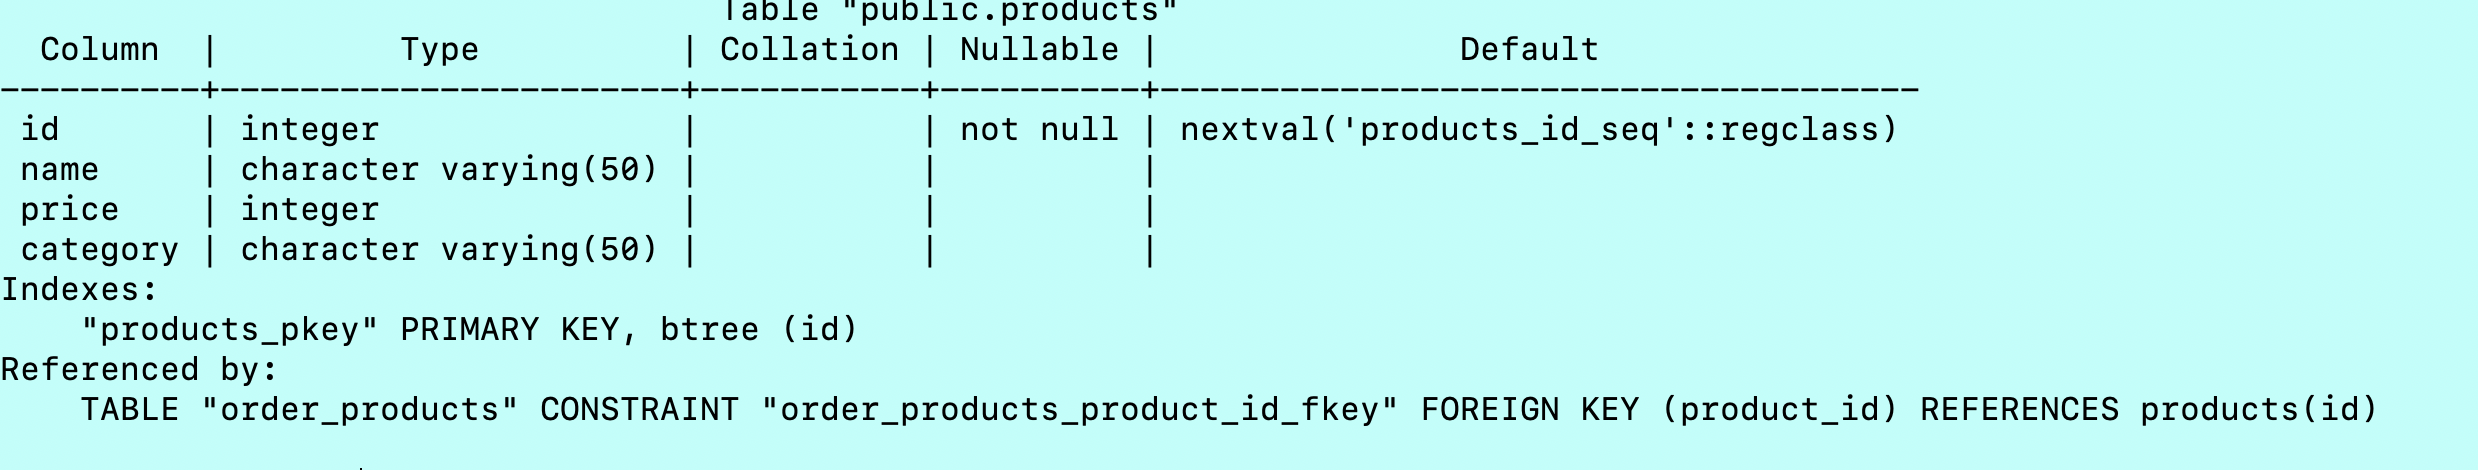 Table "public.products"
Column | Type | Collation | Nullable | Default
----------+-----------------------+-----------+----------+--------------------------------------
id | integer | | not null | nextval('products_id_seq'::regclass)
name | character varying(50) | | |
price | integer | | |
category | character varying(50) | | |
Indexes:
"products_pkey" PRIMARY KEY, btree (id)
Referenced by:
TABLE "order_products" CONSTRAINT "order_products_product_id_fkey" FOREIGN KEY (product_id) REFERENCES products(id)